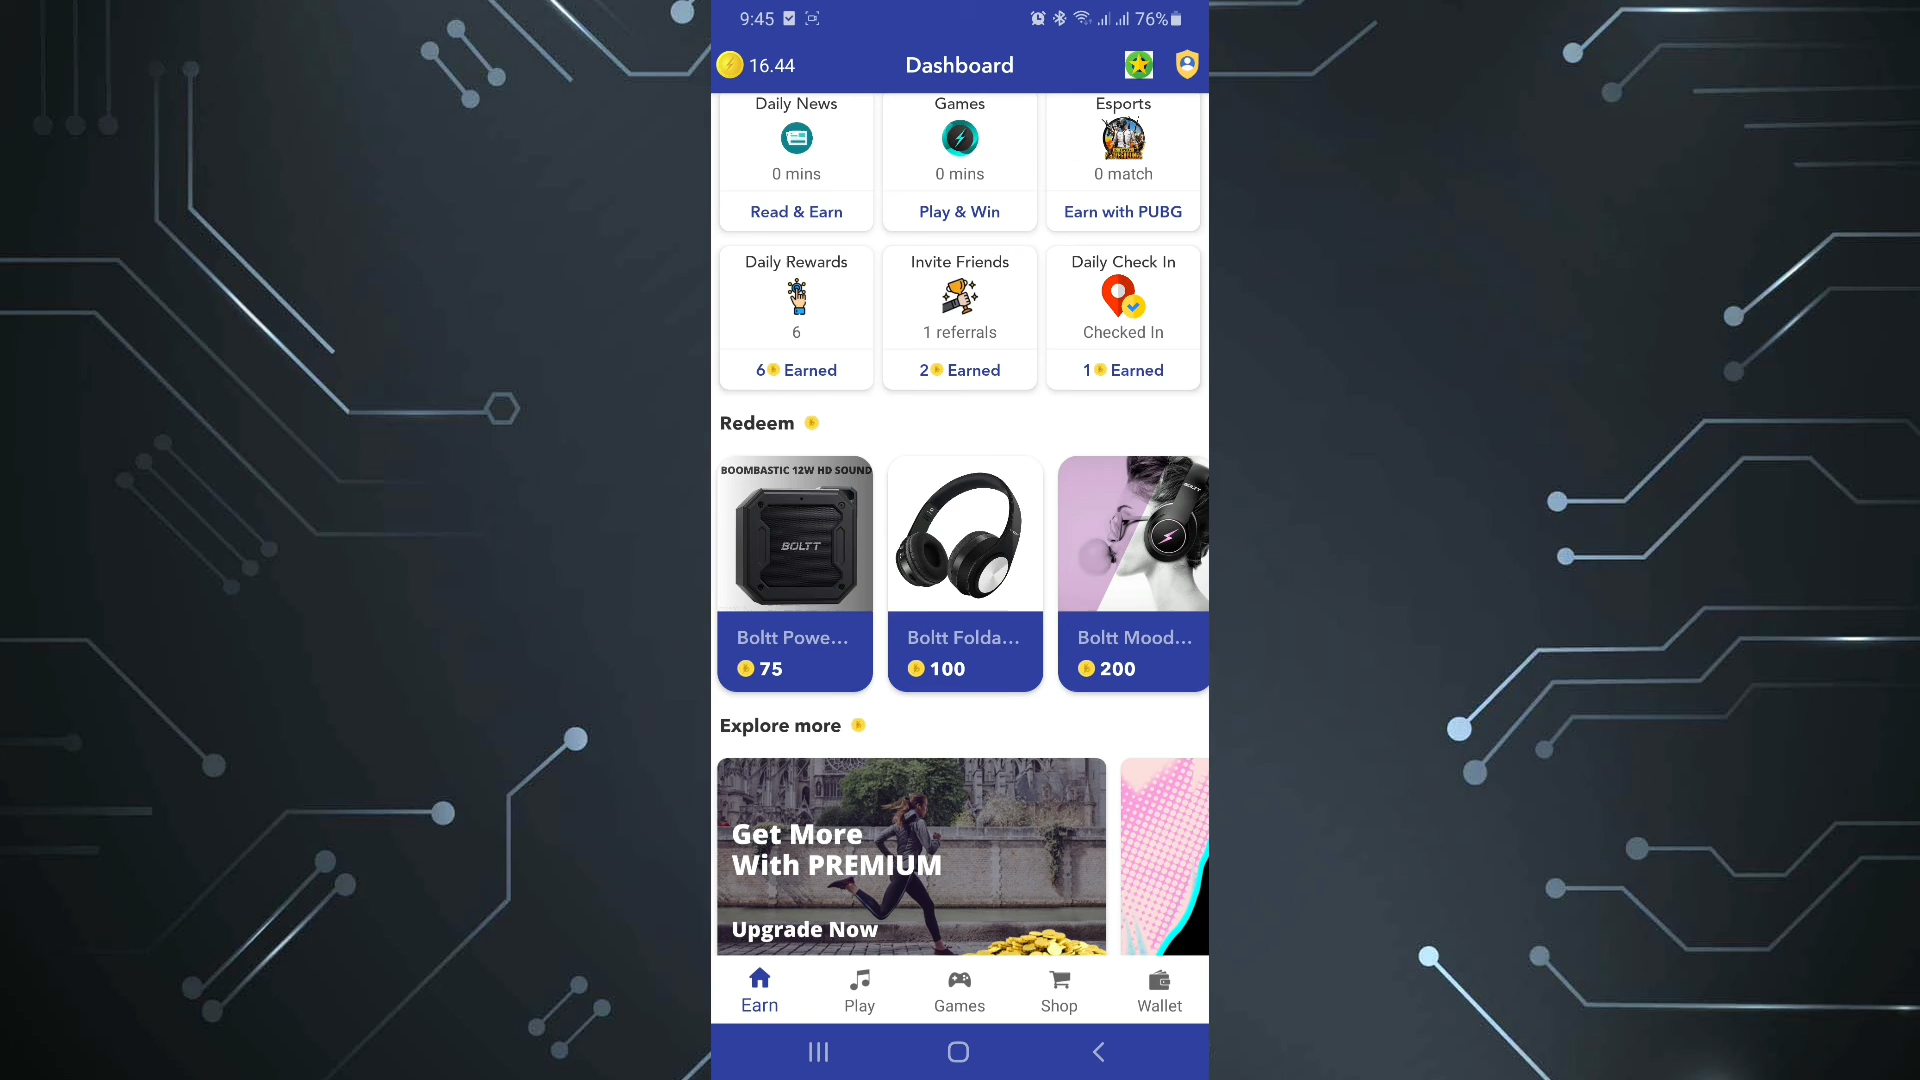 9:45
76%
16.44
Dashboard
Daily News
Games
Esports
0 mins
0 mins
0 match
Read & Earn
Play & Win
Earn with PUBG
Daily Rewards
Invite Friends
Daily Check In
6
1 referrals
Checked In
6 Earned
2 Earned
1 Earned
Redeem
BOOMBASTIC 12W HD SOUND
BOLTT
BOLTT
Boltt Powe...
Boltt Folda...
Boltt Mood...
75
100
200
Explore more
Get More
With PREMIUM
Upgrade Now
Earn
Play
Games
Shop
Wallet